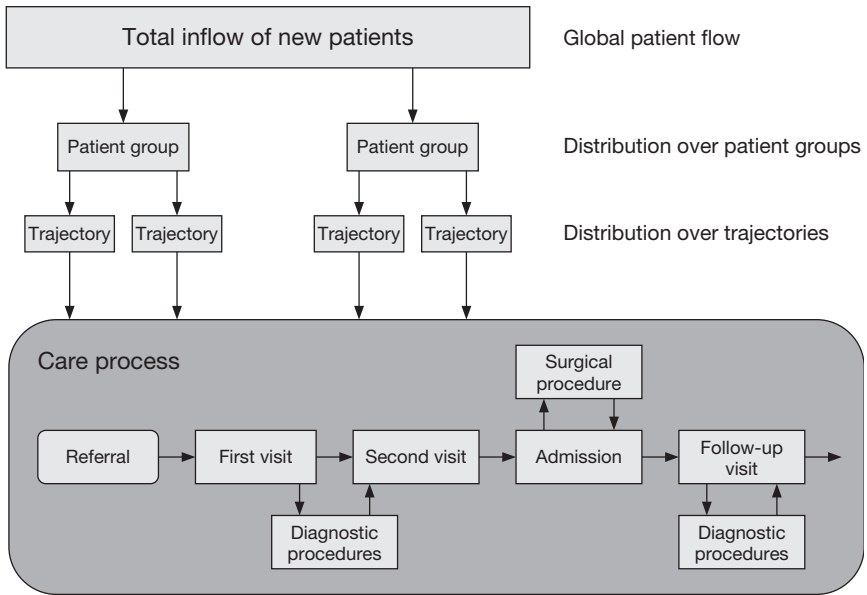 Total inflow of new patients
Global patient flow
Patient group
Patient group
Distribution over patient groups
Trajectory
Trajectory
Trajectory
Trajectory
Distribution over trajectories
Care process
Surgical
procedure
Referral
First visit
Second visit
Admission
Follow-up
visit
Diagnostic
procedures
Diagnostic
procedures